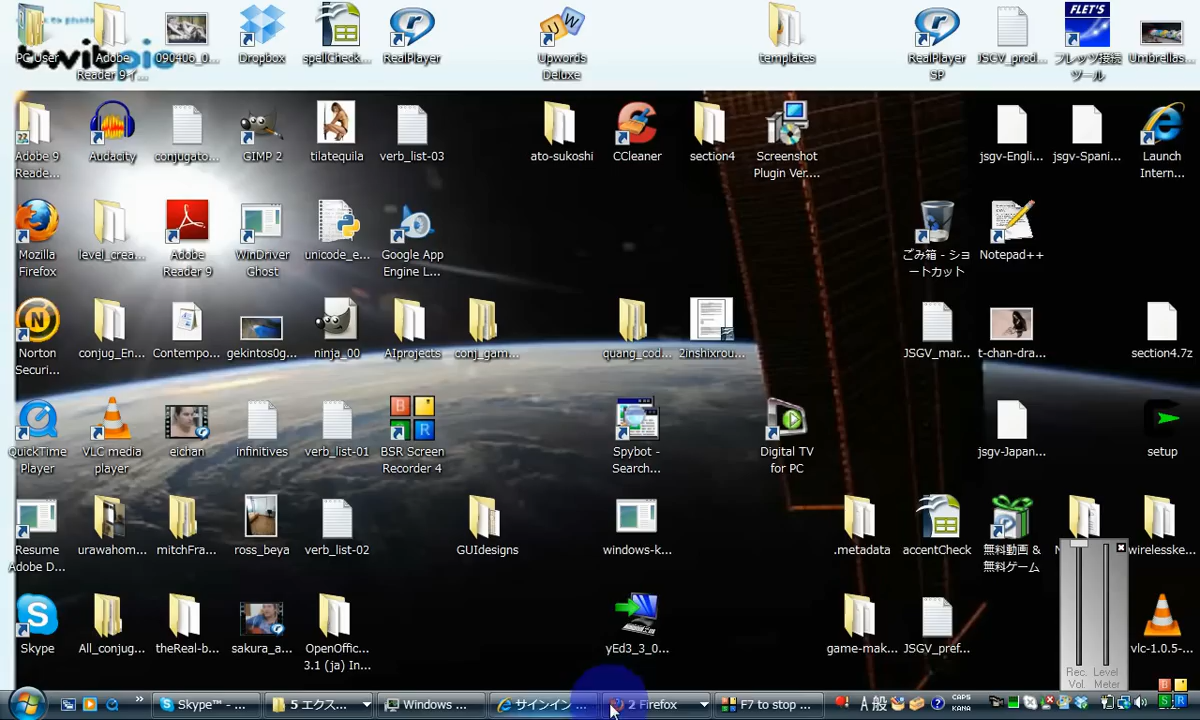 PC User
Adobe
Reader 9イ...
090406_0...
Dropbox
spellCheck...
RealPlayer
Upwords
Deluxe
templates
RealPlayer
SP
JSGV_prod...
FLET'S
フレッツ接続
ツール
Umbrellas...
twitpic
Adobe 9
Reade...
Audacity
conjugato...
GIMP 2
tilatequila
verb_list-03
ato-sukoshi
CCleaner
section4
Screenshot
Plugin Ver....
jsgv-Engli...
jsgv-Spani...
Launch
Intern...
Mozilla
Firefox
level_crea...
Adobe
Reader 9
WinDriver
Ghost
unicode_e...
Google App
Engine L...
ごみ箱 - ショ
ートカット
Notepad++
Norton
Securi...
conjug_En...
Contempo...
gekintos0g...
ninja_00
AIprojects
conj_gam...
quang_cod...
2inshixrou...
JSGV_mar...
t-chan-dra...
section4.7z
QuickTime
Player
VLC media
player
eichan
infinitives
verb_list-01
B
R
BSR Screen
Recorder 4
Spybot -
Search...
Digital TV
for PC
jsgv-Japan...
setup
Resume
Adobe D...
urawahom...
mitchFra...
ross_beya
verb_list-02
GUIdesigns
windows-k...
.metadata
accentCheck
無料動画 &
無料ゲーム
wirelesske...
Skype
All_conjug...
theReal-b...
sakura_a...
OpenOffic...
3.1 (ja) In...
yEd3_3_0...
game-mak...
JSGV_pref...
Rec. Level
Vol. Meter
vlc-1.0.5-...
Skype™ - ...
5 エクス...
Windows ...
サインイン ...
2 Firefox
F7 to stop ...
A 般
CAPS
KANA